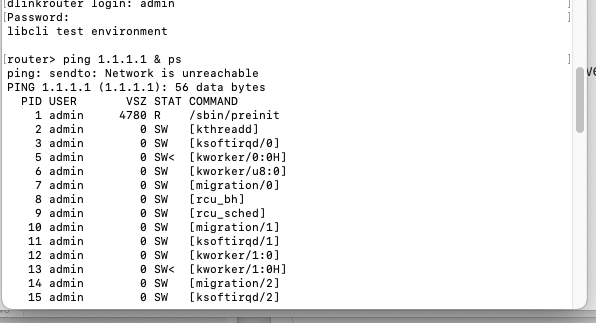 [dlinkrouter login: admin ]
[Password: ]
libcli test environment

[router> ping 1.1.1.1 & ps ]
ping: sendto: Network is unreachable
PING 1.1.1.1 (1.1.1.1): 56 data bytes
  PID USER       VSZ STAT COMMAND
    1 admin     4780 R    /sbin/preinit
    2 admin        0 SW   [kthreadd]
    3 admin        0 SW   [ksoftirqd/0]
    5 admin        0 SW<  [kworker/0:0H]
    6 admin        0 SW   [kworker/u8:0]
    7 admin        0 SW   [migration/0]
    8 admin        0 SW   [rcu_bh]
    9 admin        0 SW   [rcu_sched]
   10 admin        0 SW   [migration/1]
   11 admin        0 SW   [ksoftirqd/1]
   12 admin        0 SW   [kworker/1:0]
   13 admin        0 SW<  [kworker/1:0H]
   14 admin        0 SW   [migration/2]
   15 admin        0 SW   [ksoftirqd/2]